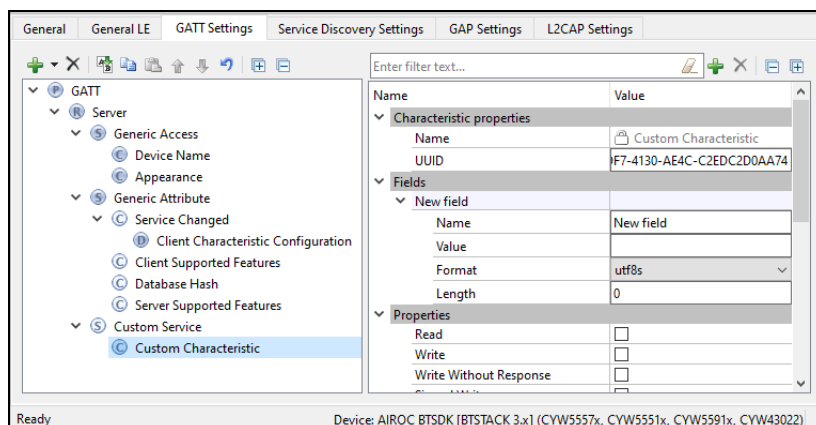 General General LE GATT Settings Service Discovery Settings GAP Settings L2CAP Settings
Enter filter text...
P GATT
R Server
S Generic Access
C Device Name
C Appearance
S Generic Attribute
C Service Changed
D Client Characteristic Configuration
C Client Supported Features
C Database Hash
C Server Supported Features
S Custom Service
C Custom Characteristic
Name Value
Characteristic properties
Name Custom Characteristic
UUID F7-4130-AE4C-C2EDC2D0AA74
Fields
New field
Name New field
Value
Format utf8s
Length 0
Properties
Read
Write
Write Without Response
Ready Device: AIROC BTSDK [BTSTACK 3.x] (CYW5557x, CYW5551x, CYW5591x, CYW43022)